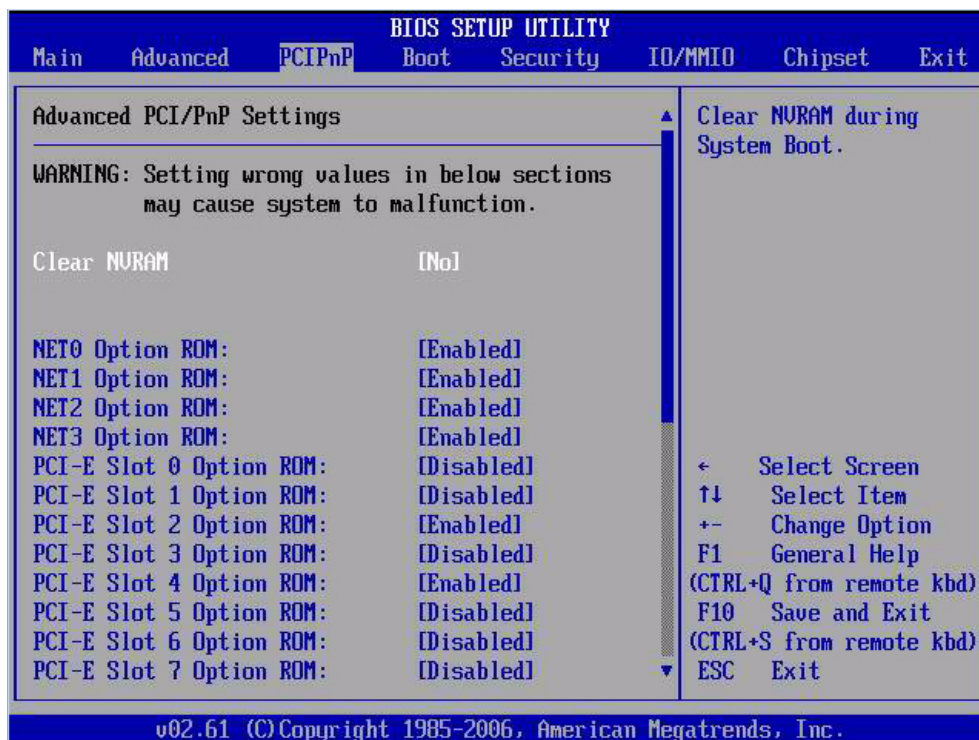 BIOS SETUP UTILITY
Main Advanced PCIPnP Boot Security IO/MMIO Chipset Exit
Advanced PCI/PnP Settings
WARNING: Setting wrong values in below sections
may cause system to malfunction.
Clear NVRAM [No]
NET0 Option ROM: [Enabled]
NET1 Option ROM: [Enabled]
NET2 Option ROM: [Enabled]
NET3 Option ROM: [Enabled]
PCI-E Slot 0 Option ROM: [Disabled]
PCI-E Slot 1 Option ROM: [Disabled]
PCI-E Slot 2 Option ROM: [Enabled]
PCI-E Slot 3 Option ROM: [Disabled]
PCI-E Slot 4 Option ROM: [Enabled]
PCI-E Slot 5 Option ROM: [Disabled]
PCI-E Slot 6 Option ROM: [Disabled]
PCI-E Slot 7 Option ROM: [Disabled]
Clear NVRAM during
System Boot.
← Select Screen
↑↓ Select Item
+- Change Option
F1 General Help
(CTRL+Q from remote kbd)
F10 Save and Exit
(CTRL+S from remote kbd)
ESC Exit
v02.61 (C)Copyright 1985-2006, American Megatrends, Inc.